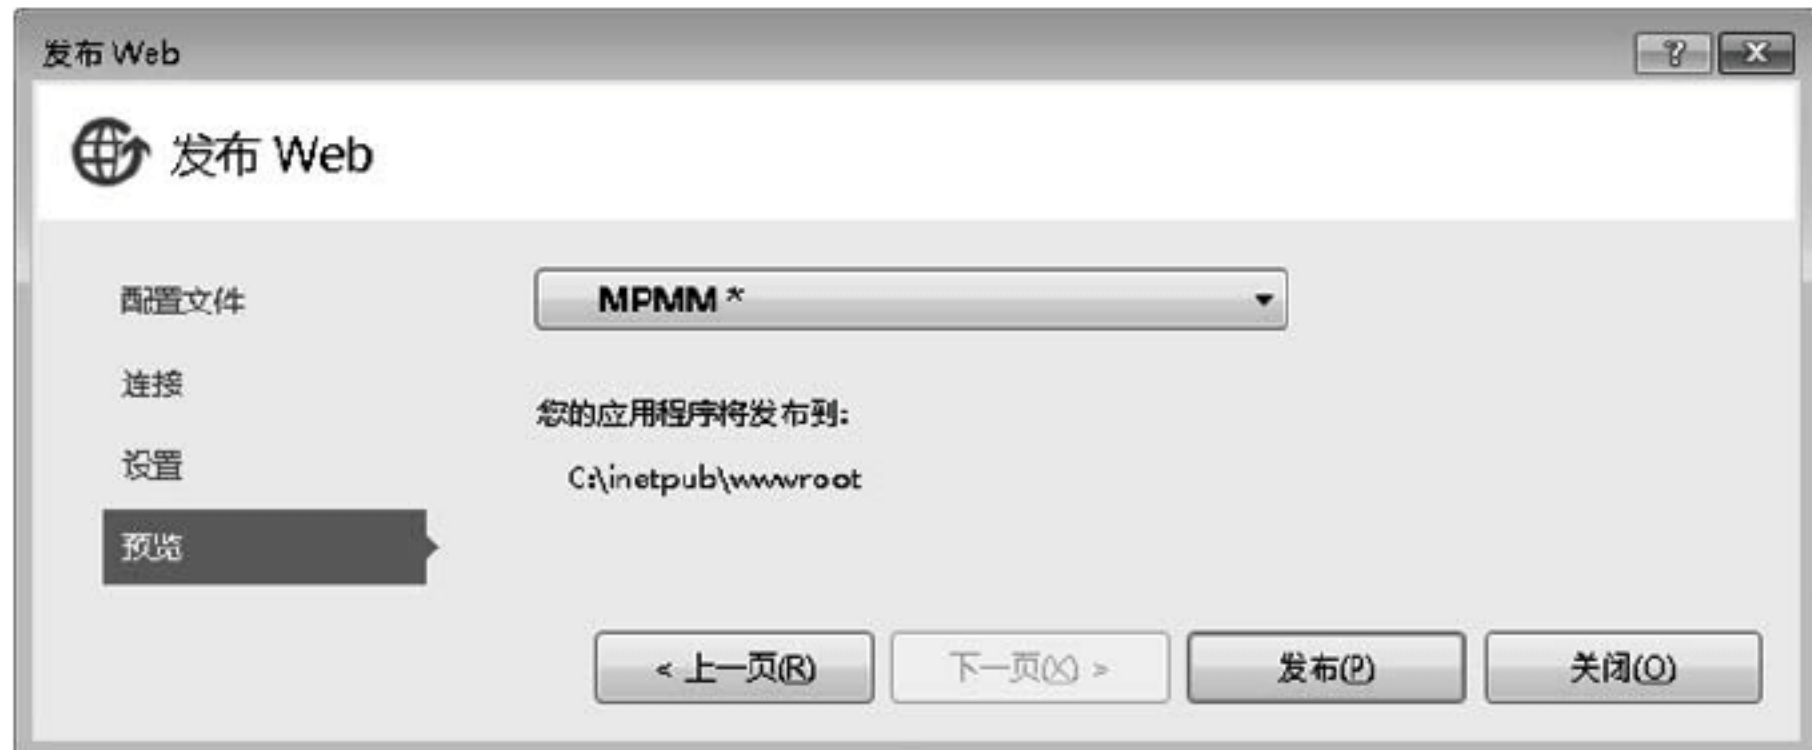 发布 Web
发布 Web
配置文件
MPMM *
连接
您的应用程序将发布到:
设置
C:\inetpub\wwwroot
预览
< 上一页(R)
下一页(X) >
发布(P)
关闭(O)